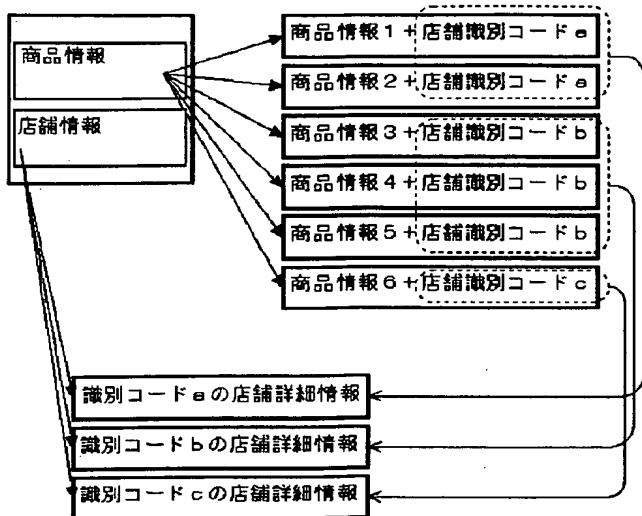 商品情報
店舗情報
商品情報1+店舗識別コードa
商品情報2+店舗識別コードa
商品情報3+店舗識別コードb
商品情報4+店舗識別コードb
商品情報5+店舗識別コードb
商品情報6+店舗識別コードc
識別コードaの店舗詳細情報
識別コードbの店舗詳細情報
識別コードcの店舗詳細情報